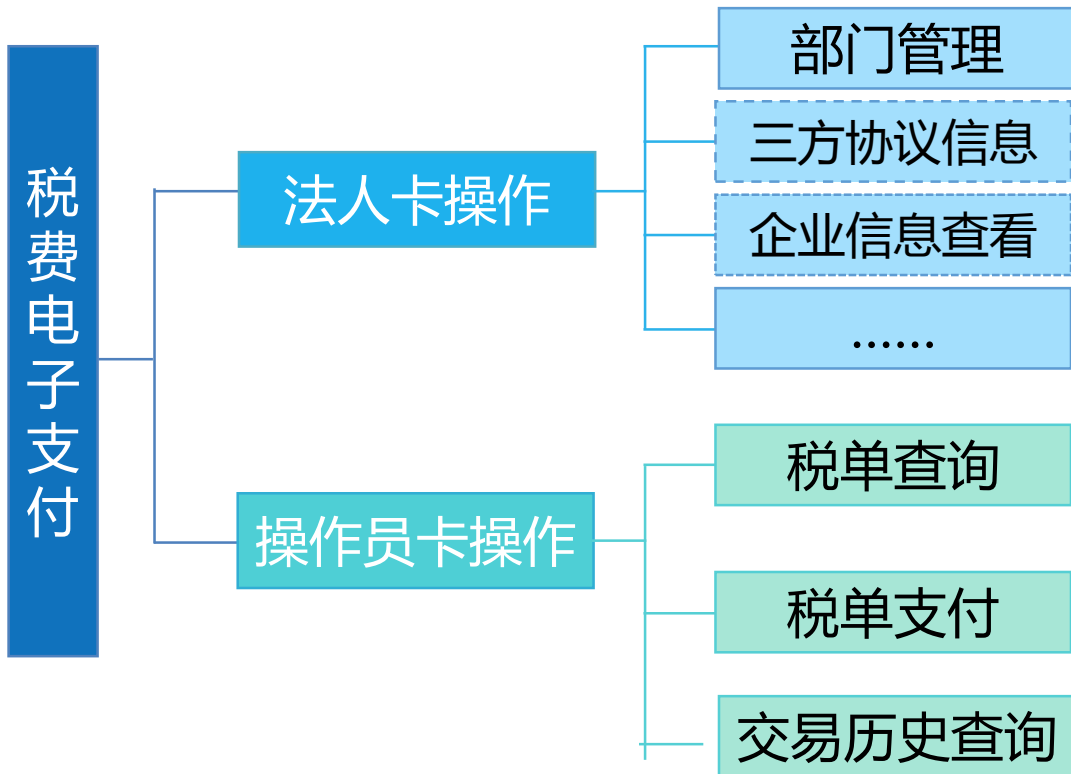 税费电子支付
法人卡操作
部门管理
三方协议信息
企业信息查看
……
操作员卡操作
税单查询
税单支付
交易历史查询